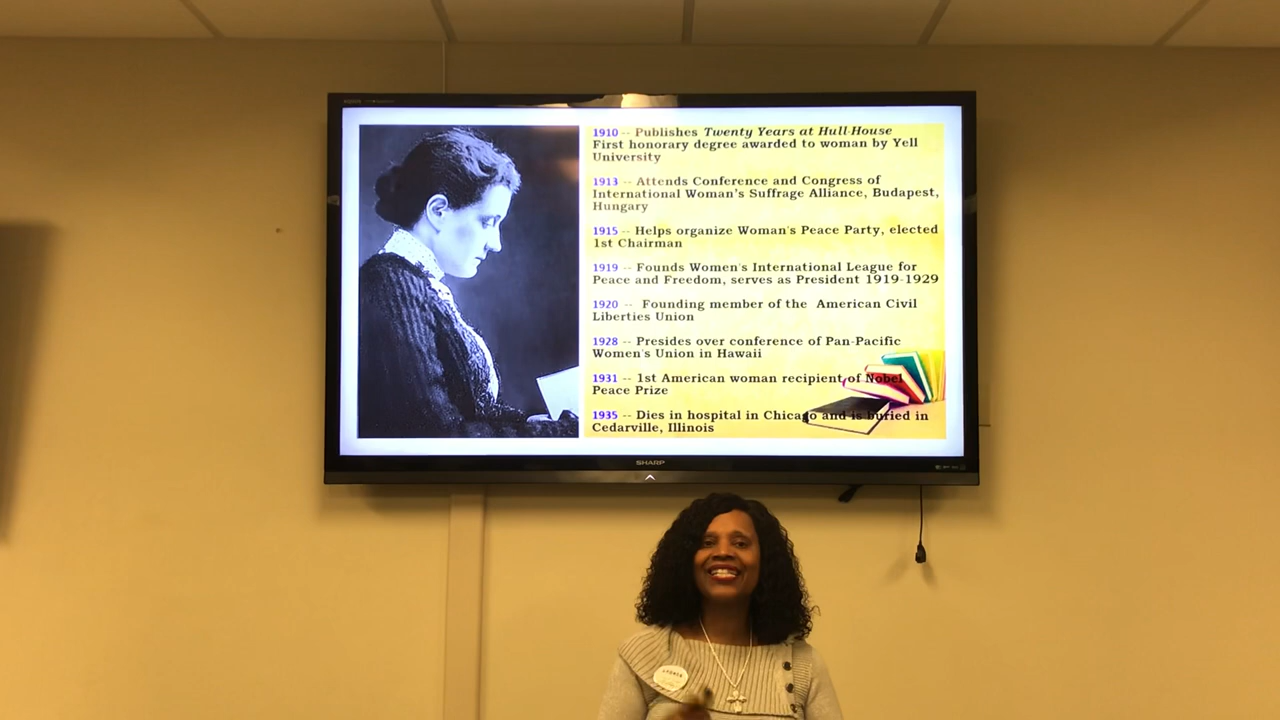 1910 -- Publishes Twenty Years at Hull-House
First honorary degree awarded to woman by Yell
University
1913 -- Attends Conference and Congress of
International Woman's Suffrage Alliance, Budapest,
Hungary
1915 -- Helps organize Woman's Peace Party, elected
1st Chairman
1919 -- Founds Women's International League for
Peace and Freedom, serves as President 1919-1929
1920 -- Founding member of the American Civil
Liberties Union
1928 -- Presides over conference of Pan-Pacific
Women's Union in Hawaii
1931 -- 1st American woman recipient of Nobel
Peace Prize
1935 -- Dies in hospital in Chicago and is buried in
Cedarville, Illinois
SHARP